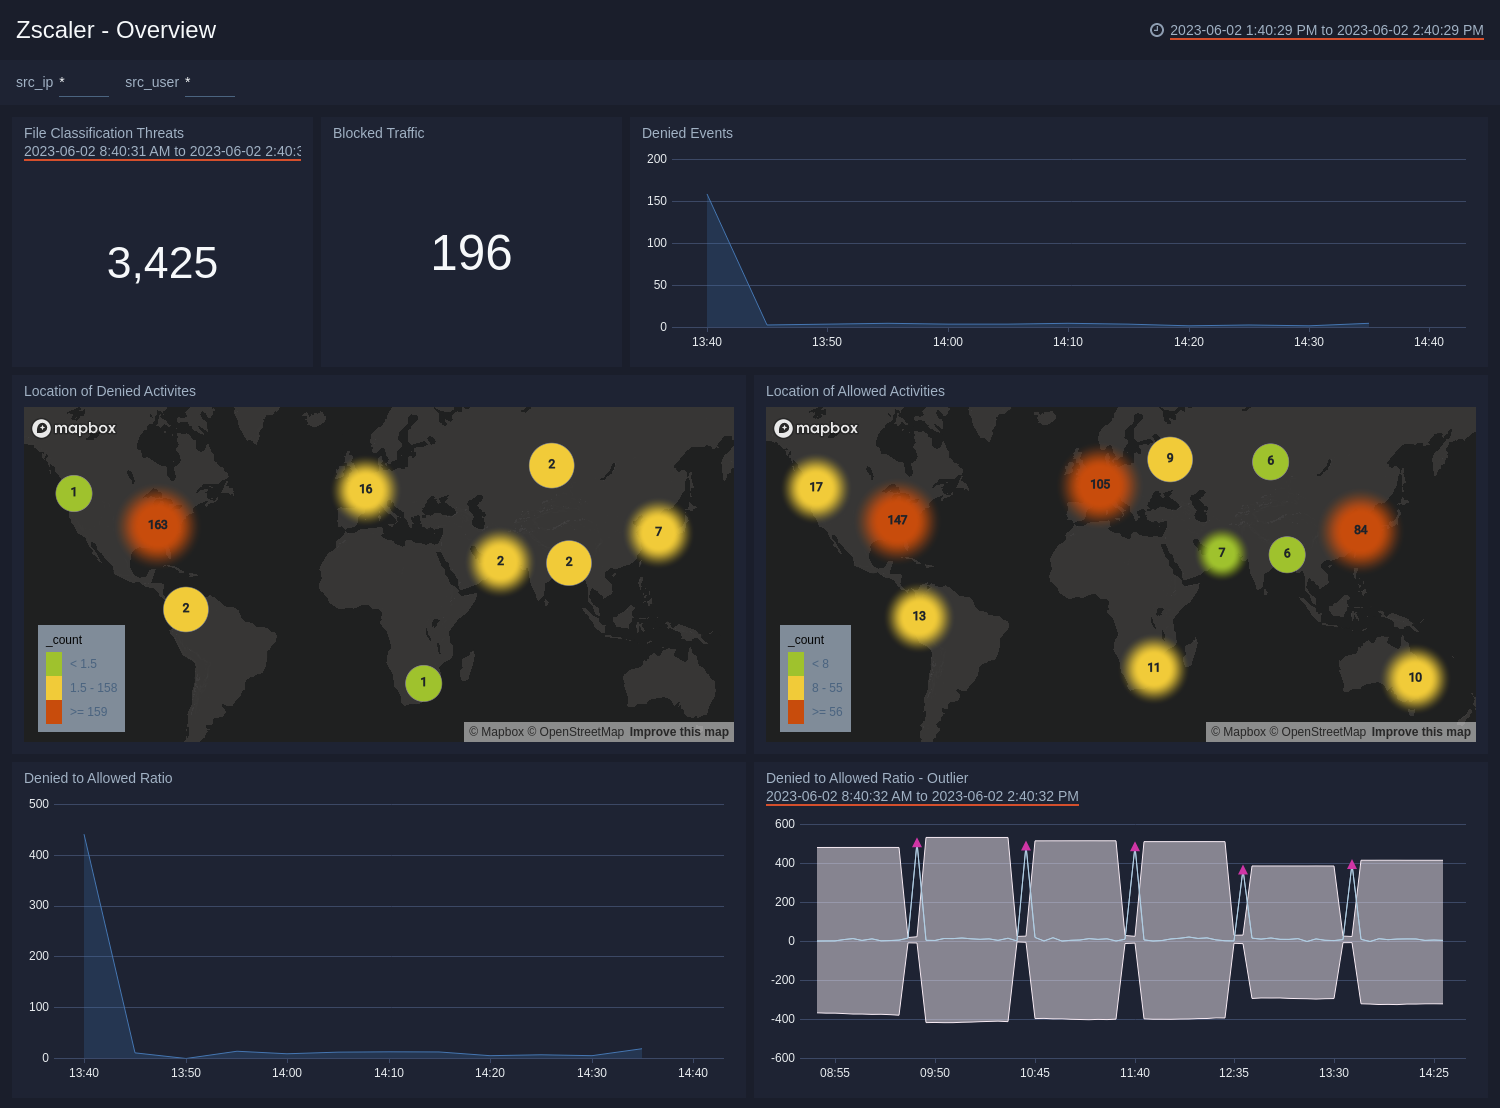 Zscaler - Overview
2023-06-02 1:40:29 PM to 2023-06-02 2:40:29 PM
src_ip *
src_user *
File Classification Threats
2023-06-02 8:40:31 AM to 2023-06-02 2:40:3
3,425
Blocked Traffic
196
Denied Events
200
150
100
50
0
13:40 13:50 14:00 14:10 14:20 14:30 14:40
Location of Denied Activites
mapbox
1
163
2
16
2
2
2
7
1
_count
< 1.5
1.5 - 158
>= 159
© Mapbox © OpenStreetMap Improve this map
Location of Allowed Activities
mapbox
17
147
13
105
9
6
7
6
84
11
10
_count
< 8
8 - 55
>= 56
© Mapbox © OpenStreetMap Improve this map
Denied to Allowed Ratio
500
400
300
200
100
0
13:40 13:50 14:00 14:10 14:20 14:30 14:40
Denied to Allowed Ratio - Outlier
2023-06-02 8:40:32 AM to 2023-06-02 2:40:32 PM
600
400
200
0
-200
-400
-600
08:55 09:50 10:45 11:40 12:35 13:30 14:25